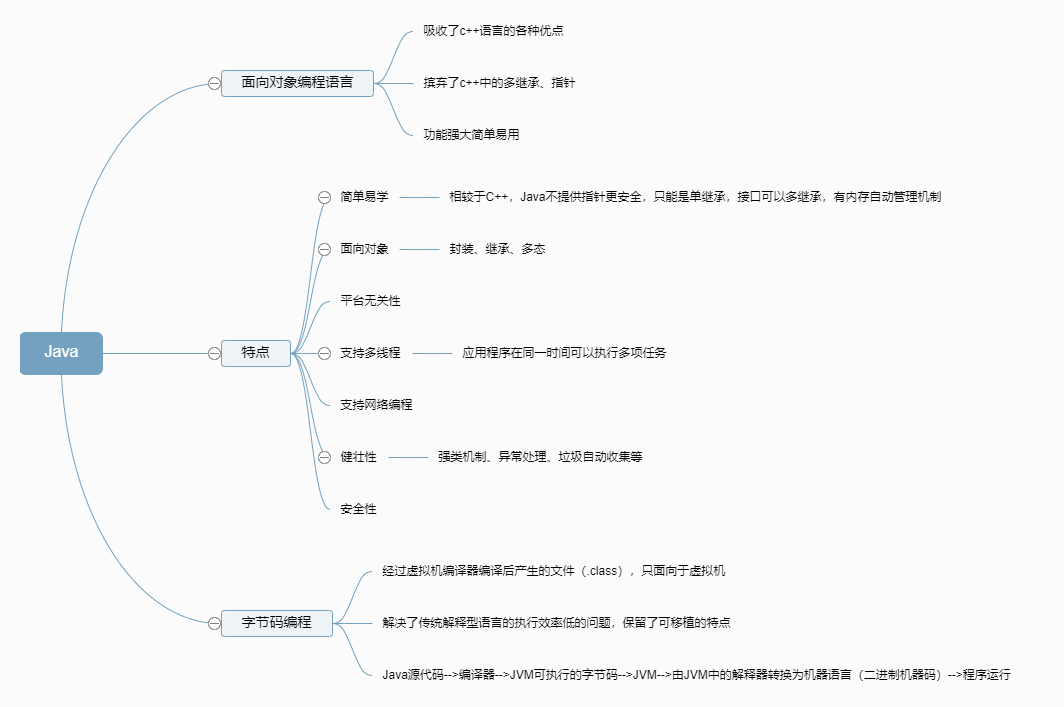 Java
面向对象编程语言
吸收了c++语言的各种优点
摈弃了c++中的多继承、指针
功能强大简单易用
特点
简单易学
相较于C++，Java不提供指针更安全，只能是单继承，接口可以多继承，有内存自动管理机制
面向对象
封装、继承、多态
平台无关性
支持多线程
应用程序在同一时间可以执行多项任务
支持网络编程
健壮性
强类机制、异常处理、垃圾自动收集等
安全性
字节码编程
经过虚拟机编译器编译后产生的文件（.class），只面向于虚拟机
解决了传统解释型语言的执行效率低的问题，保留了可移植的特点
Java源代码-->编译器-->JVM可执行的字节码-->JVM-->由JVM中的解释器转换为机器语言（二进制机器码）-->程序运行